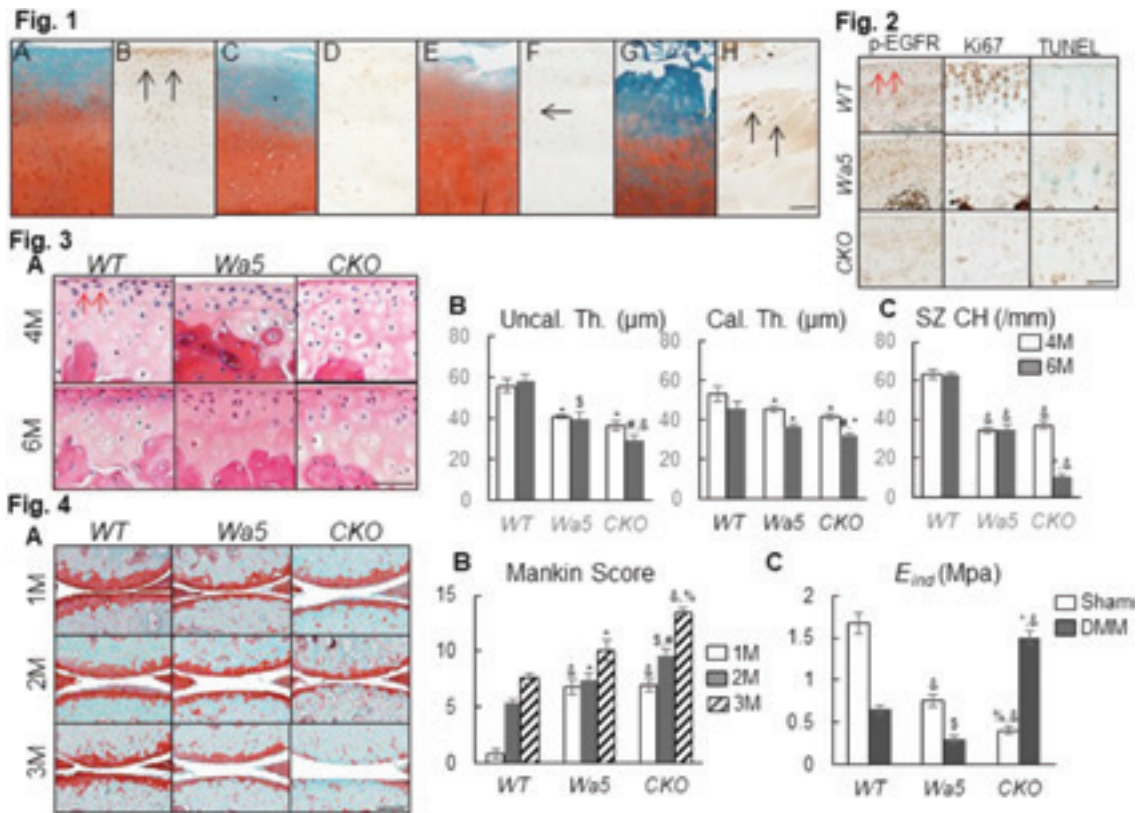 Fig. 1
A B C D E F G H
Fig. 2
p-EGFR Ki67 TUNEL
WT
Wa5
CKO
Fig. 3
A
WT Wa5 CKO
4M
6M
B
Uncal. Th. (µm)
80
60
40
20
0
* $ * #,&
WT Wa5 CKO
Cal. Th. (µm)
80
60
40
20
0
* * * #,*
WT Wa5 CKO
C
SZ CH (/mm)
4M
6M
80
60
40
20
0
& & & &
WT Wa5 CKO
Fig. 4
A
WT Wa5 CKO
1M
2M
3M
B
Mankin Score
15
10
5
0
& & $,# &,%
1M
2M
3M
WT Wa5 CKO
C
Eind (Mpa)
Sham
DMM
2
1.5
1
0.5
0
& $ %,& &
WT Wa5 CKO